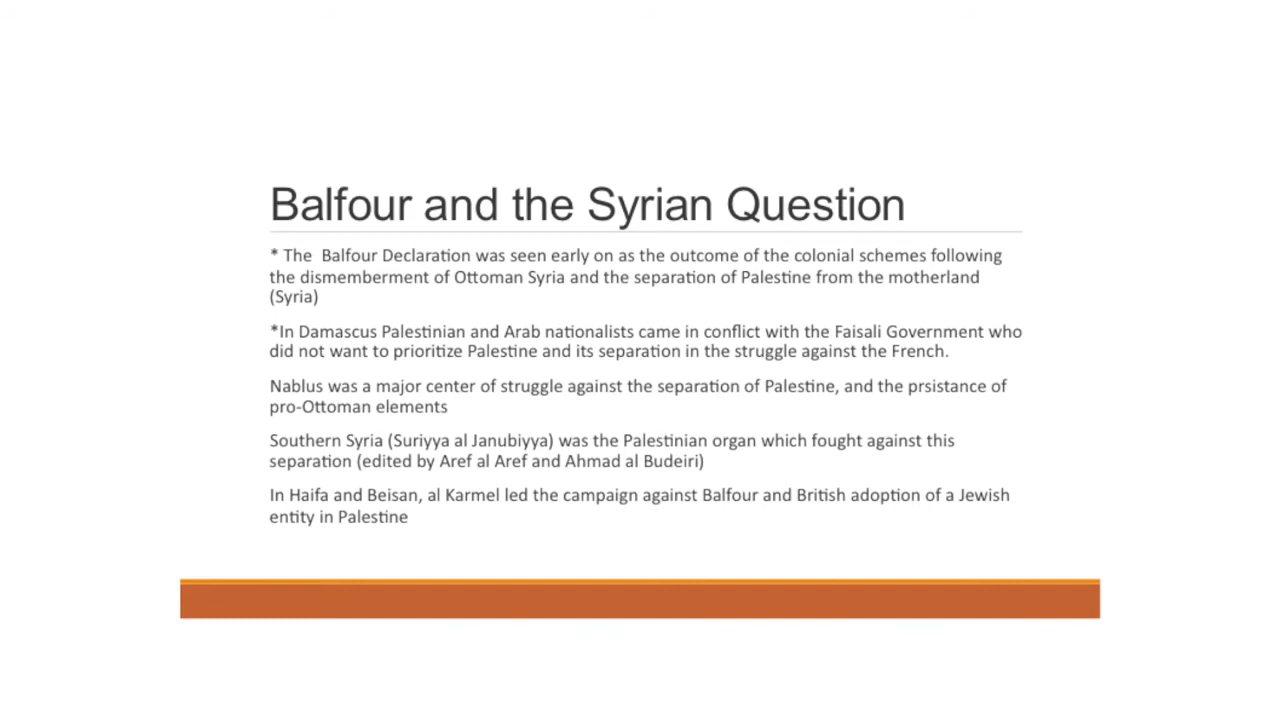 Balfour and the Syrian Question
* The  Balfour Declaration was seen early on as the outcome of the colonial schemes following
the dismemberment of Ottoman Syria and the separation of Palestine from the motherland
(Syria)
*In Damascus Palestinian and Arab nationalists came in conflict with the Faisali Government who
did not want to prioritize Palestine and its separation in the struggle against the French.
Nablus was a major center of struggle against the separation of Palestine, and the prsistance of
pro-Ottoman elements
Southern Syria (Suriyya al Janubiyya) was the Palestinian organ which fought against this
separation (edited by Aref al Aref and Ahmad al Budeiri)
In Haifa and Beisan, al Karmel led the campaign against Balfour and British adoption of a Jewish
entity in Palestine